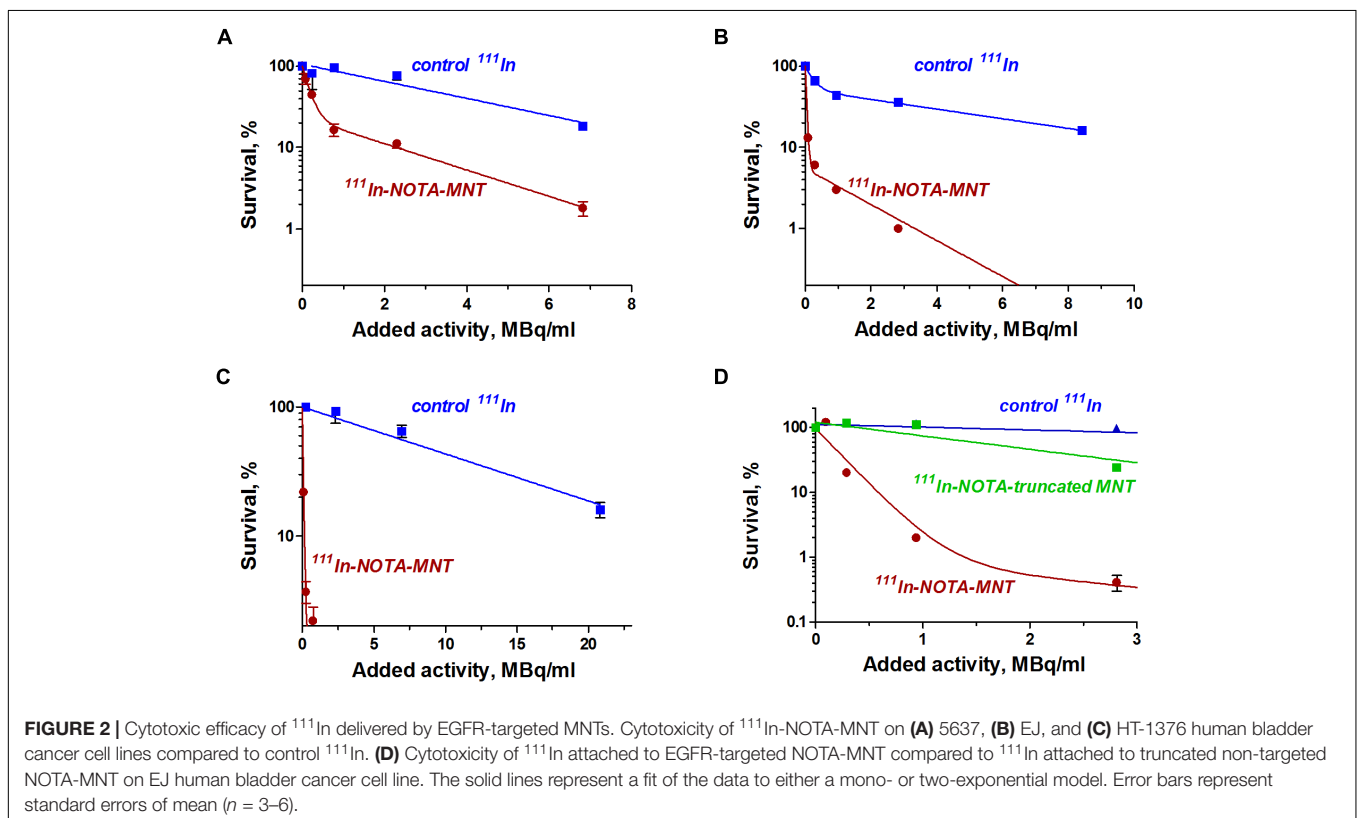 A
control ¹¹¹In
100
10
1
Survival, %
¹¹¹In-NOTA-MNT
0 2 4 6 8
Added activity, MBq/ml
B
control ¹¹¹In
100
10
1
Survival, %
¹¹¹In-NOTA-MNT
0 2 4 6 8 10
Added activity, MBq/ml
C
control ¹¹¹In
100
10
Survival, %
¹¹¹In-NOTA-MNT
0 5 10 15 20
Added activity, MBq/ml
D
control ¹¹¹In
100
10
1
0.1
Survival, %
¹¹¹In-NOTA-truncated MNT
¹¹¹In-NOTA-MNT
0 1 2 3
Added activity, MBq/ml
FIGURE 2 | Cytotoxic efficacy of ¹¹¹In delivered by EGFR-targeted MNTs. Cytotoxicity of ¹¹¹In-NOTA-MNT on (A) 5637, (B) EJ, and (C) HT-1376 human bladder
cancer cell lines compared to control ¹¹¹In. (D) Cytotoxicity of ¹¹¹In attached to EGFR-targeted NOTA-MNT compared to ¹¹¹In attached to truncated non-targeted
NOTA-MNT on EJ human bladder cancer cell line. The solid lines represent a fit of the data to either a mono- or two-exponential model. Error bars represent
standard errors of mean (n = 3–6).